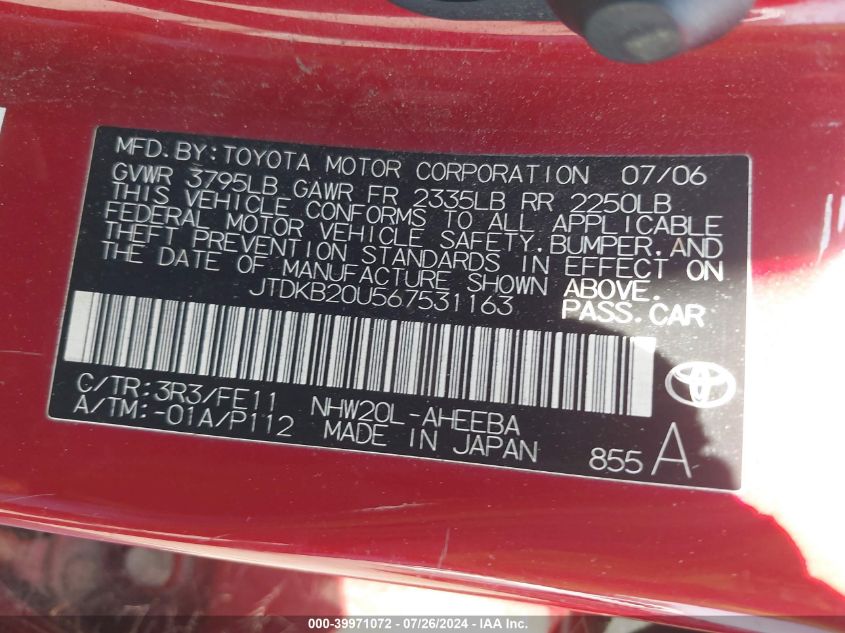 MFD.BY:TOYOTA MOTOR CORPORATION 07/06
GVWR 3795LB GAWR FR 2335LB RR 2250LB
THIS VEHICLE CONFORMS TO ALL APPLICABLE
FEDERAL MOTOR VEHICLE SAFETY,BUMPER,AND
THEFT PREVENTION STANDARDS IN EFFECT ON
THE DATE OF MANUFACTURE SHOWN ABOVE.
JTDKB20U567531163 PASS.CAR
C/TR:3R3/FE11 NHW20L-AHEEBA
A/TM:-01A/P112 MADE IN JAPAN
855A
000-39971072 - 07/26/2024 - IAAI.com